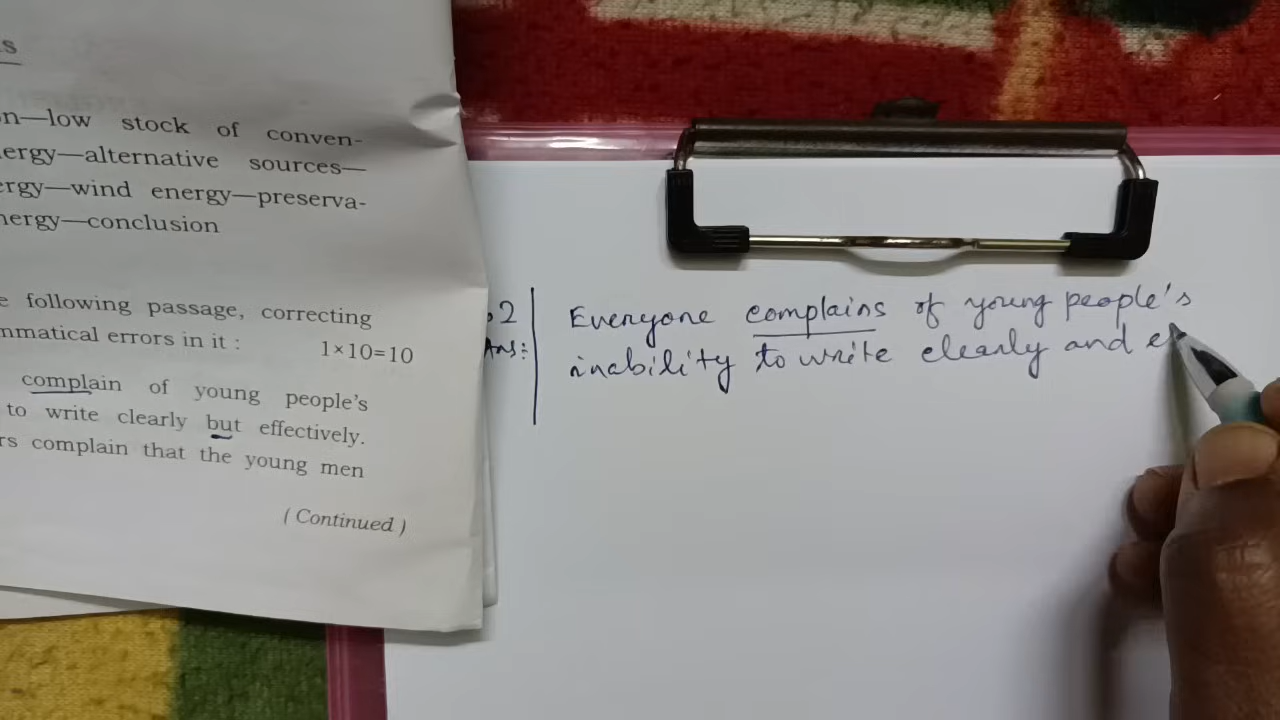 s
n—low stock of conven-
ergy—alternative sources—
ergy—wind energy—preserva-
nergy—conclusion
e following passage, correcting
mmatical errors in it :
1×10=10
complain of young people's
to write clearly but effectively.
rs complain that the young men
( Continued )
2
Ans:
Everyone complains of young people's
inability to write clearly and e